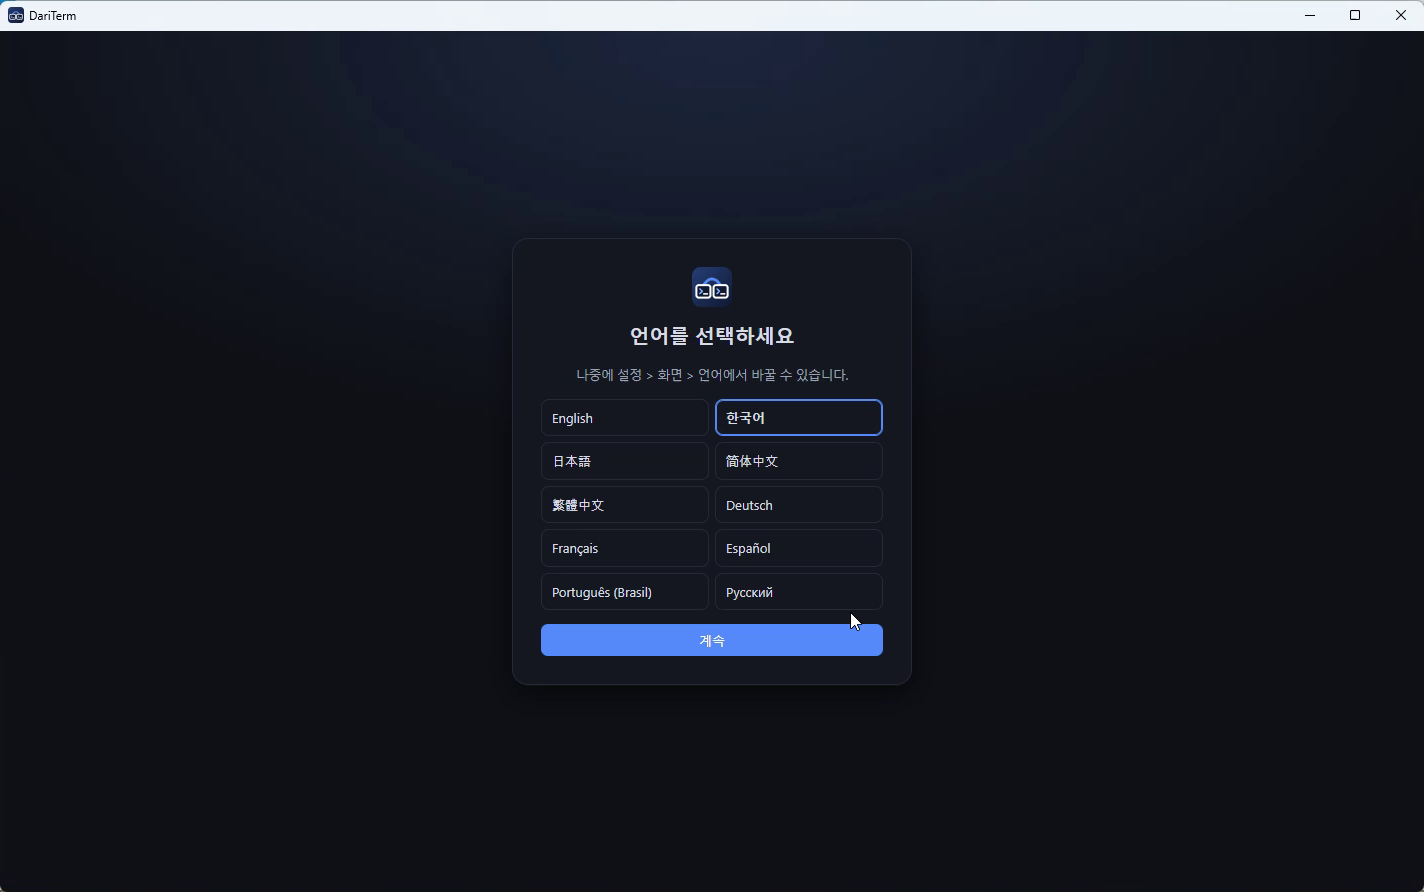 DariTerm
언어를 선택하세요
나중에 설정 > 화면 > 언어에서 바꿀 수 있습니다.
English
한국어
日本語
简体中文
繁體中文
Deutsch
Français
Español
Português (Brasil)
Русский
계속